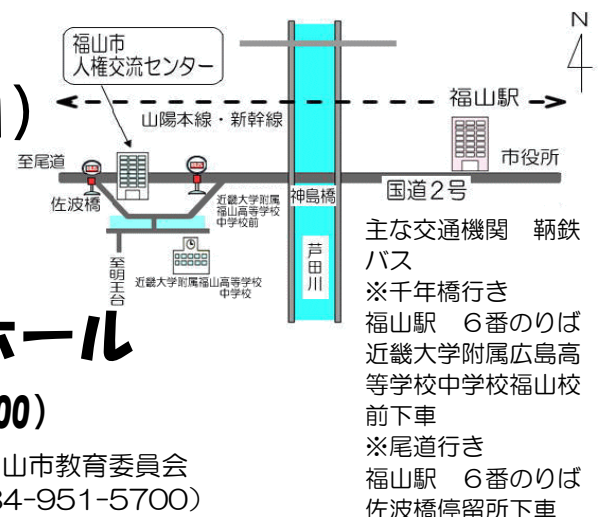 N
福山市
人権交流センター
福山駅
山陽本線・新幹線
至尾道
市役所
佐波橋
近畿大学附属
福山高等学校
中学校前
神島橋
国道2号
至明王台
近畿大学附属福山高等学校
中学校
芦田川
主な交通機関　鞆鉄
バス
※千年橋行き
福山駅　6番のりば
近畿大学附属広島高
等学校中学校福山校
前下車
※尾道行き
福山駅　6番のりば
佐波橋停留所下車
ホール
00）
山市教育委員会
84-951-5700）